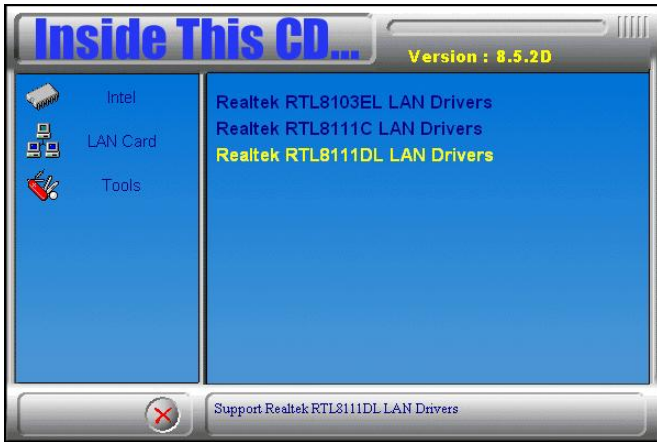 Inside This CD...
Version : 8.5.2D
Intel
LAN Card
Tools
Realtek RTL8103EL LAN Drivers
Realtek RTL8111C LAN Drivers
Realtek RTL8111DL LAN Drivers
Support Realtek RTL8111DL LAN Drivers